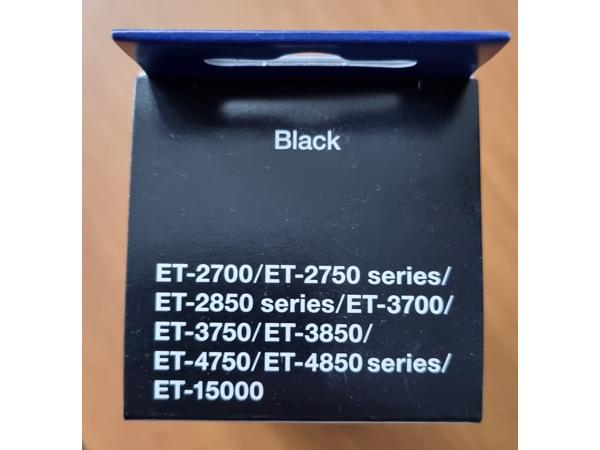 Black
ET-2700/ET-2750 series/
ET-2850 series/ET-3700/
ET-3750/ET-3850/
ET-4750/ET-4850 series/
ET-15000